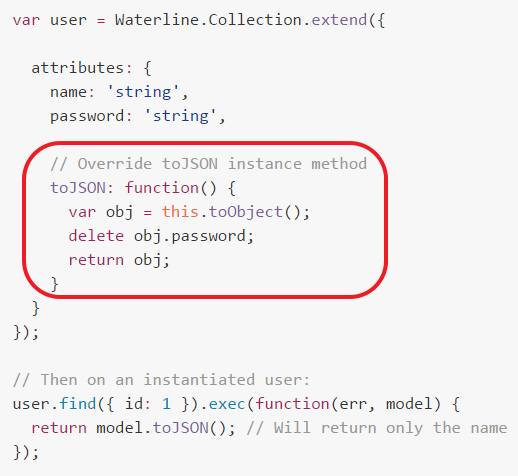 var user = Waterline.Collection.extend({
attributes: {
name: 'string',
password: 'string',
// Override toJSON instance method
toJSON: function() {
var obj = this.toObject();
delete obj.password;
return obj;
}
}
});
// Then on an instantiated user:
user.find({ id: 1 }).exec(function(err, model) {
return model.toJSON(); // Will return only the name
});